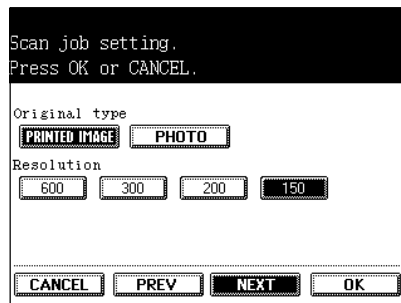 Scan job setting.
Press OK or CANCEL.
Original type
PRINTED IMAGE PHOTO
Resolution
600 300 200 150
CANCEL PREV NEXT OK